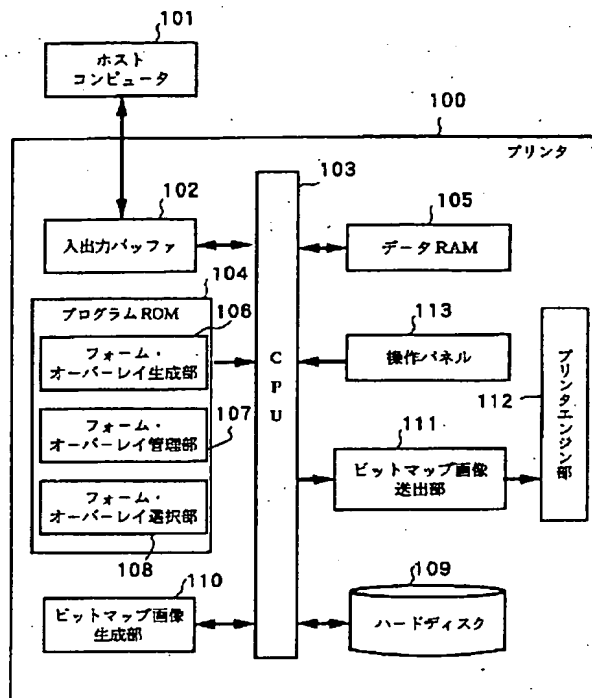 101
ホスト
コンピュータ
100
プリンタ
103
102
入出力バッファ
105
データRAM
104
プログラムROM
106
フォーム・
オーバーレイ生成部
113
操作パネル
CPU
107
フォーム・
オーバーレイ管理部
112
プリンタエンジン部
111
ビットマップ画像
送出部
フォーム・
オーバーレイ選択部
108
110
ビットマップ画像
生成部
109
ハードディスク